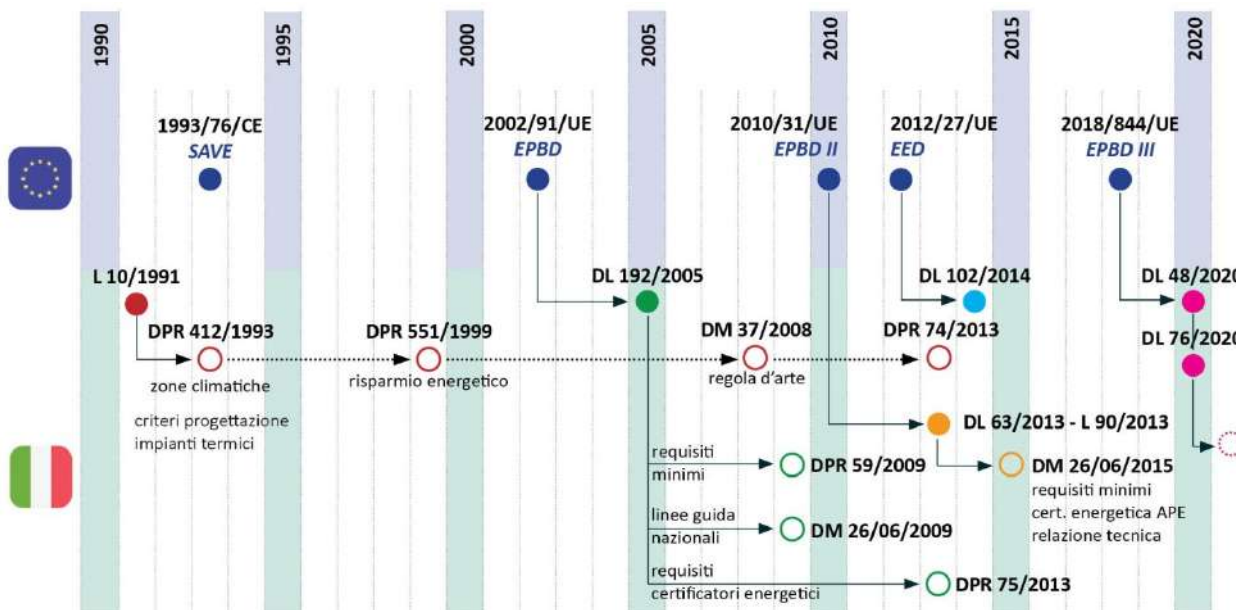 1990
1995
2000
2005
2010
2015
2020
1993/76/CE
SAVE
2002/91/UE
EPBD
2010/31/UE
EPBD II
2012/27/UE
EED
2018/844/UE
EPBD III
L 10/1991
DL 192/2005
DL 102/2014
DL 48/2020
DPR 412/1993
zone climatiche
criteri progettazione
impianti termici
DPR 551/1999
risparmio energetico
DM 37/2008
regola d'arte
DPR 74/2013
DL 76/2020
DL 63/2013 - L 90/2013
requisiti
minimi
DPR 59/2009
DM 26/06/2015
requisiti minimi
cert. energetica APE
relazione tecnica
linee guida
nazionali
DM 26/06/2009
requisiti
certificatori energetici
DPR 75/2013